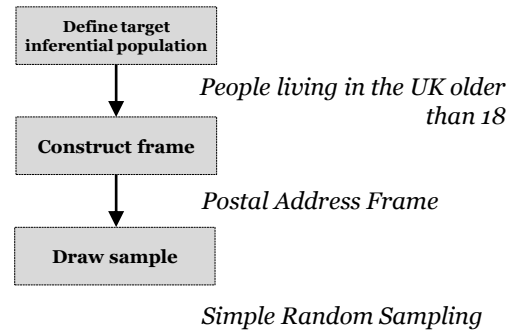 Define target
inferential population
People living in the UK older
than 18
Construct frame
Postal Address Frame
Draw sample
Simple Random Sampling